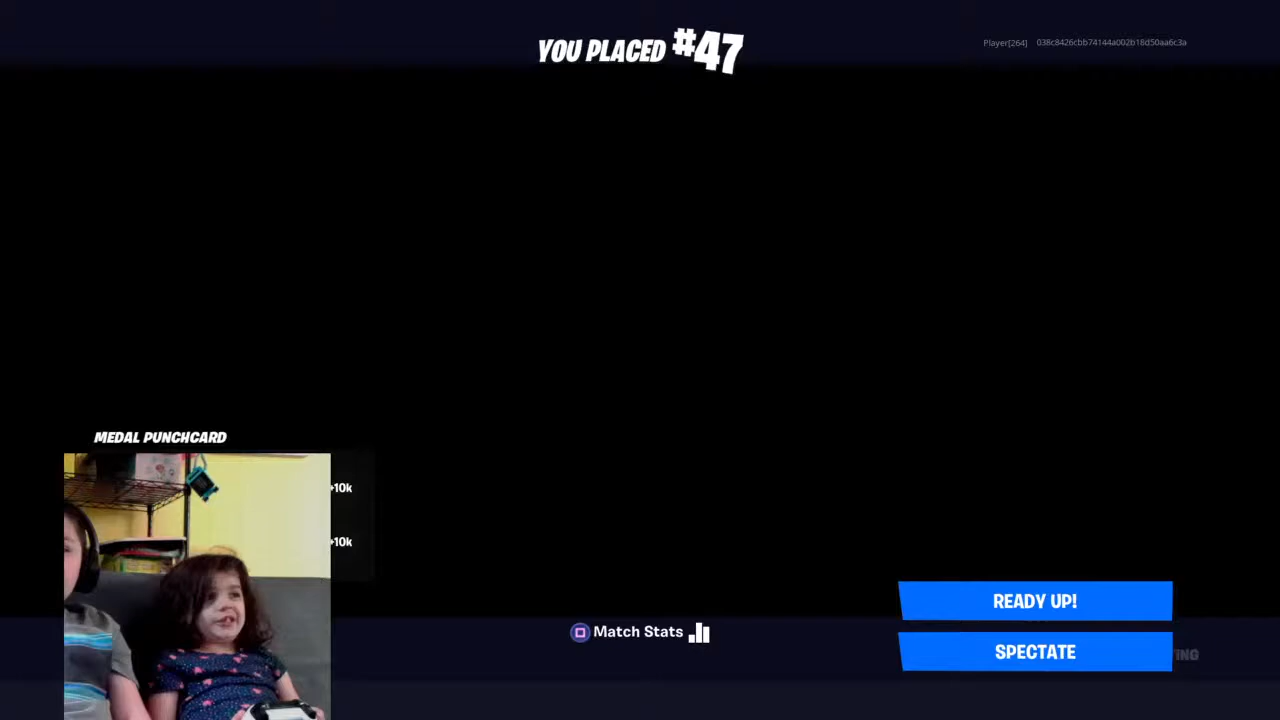 YOU PLACED #47
Player[264] 038c8426cbb74144a002b18d50aa6c3a
MEDAL PUNCHCARD
+10k
+10k
READY UP!
Match Stats
SPECTATE